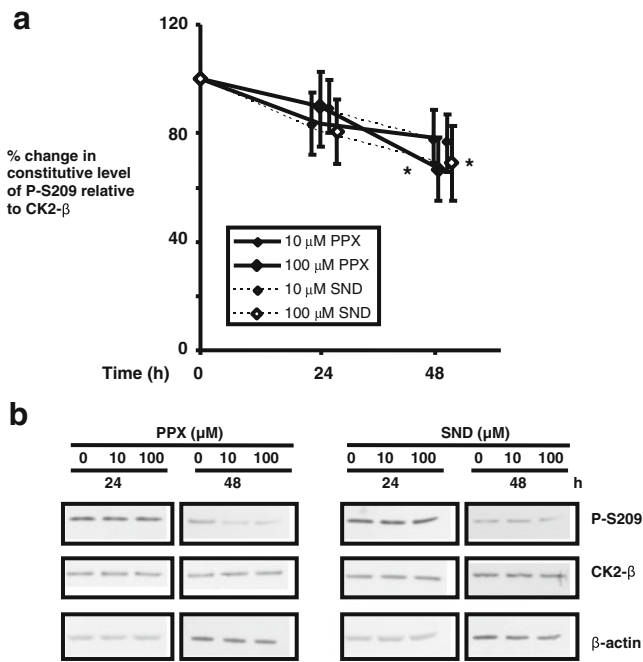 a
120
80
40
0
% change in
constitutive level
of P-S209 relative
to CK2-β
*
*
10 μM PPX
100 μM PPX
10 μM SND
100 μM SND
Time (h) 0 24 48
b
PPX (μM) SND (μM)
0 10 100 0 10 100 0 10 100 0 10 100
24 48 24 48 h
P-S209
CK2-β
β-actin